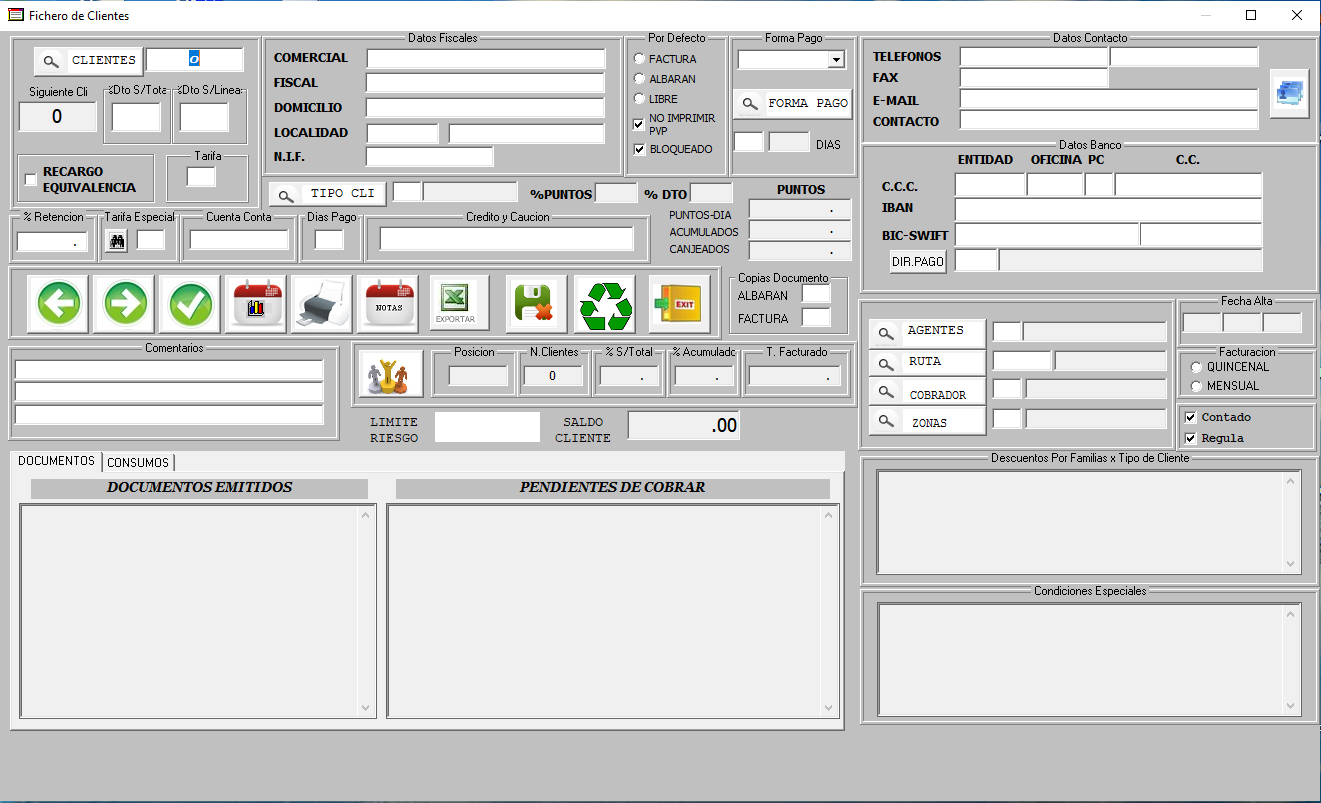 Fichero de Clientes
CLIENTES
0
Siguiente Cli
0
%Dto S/Tota
%Dto S/Linea
RECARGO
EQUIVALENCIA
Tarifa
Datos Fiscales
COMERCIAL
FISCAL
DOMICILIO
LOCALIDAD
N.I.F.
Por Defecto
FACTURA
ALBARAN
LIBRE
NO IMPRIMIR
PVP
BLOQUEADO
Forma Pago
FORMA PAGO
DIAS
Datos Contacto
TELEFONOS
FAX
E-MAIL
CONTACTO
TIPO CLI
%PUNTOS
% DTO
PUNTOS
PUNTOS-DIA .
ACUMULADOS .
CANJEADOS .
% Retencion
.
Tarifa Especial
Cuenta Conta
Dias Pago
Credito y Caucion
Datos Banco
ENTIDAD OFICINA PC C.C.
C.C.C.
IBAN
BIC-SWIFT
DIR.PAGO
NOTAS
EXPORTAR
EXIT
Copias Documento
ALBARAN
FACTURA
Comentarios
Posicion
N.Clientes
0
% S/Total
.
% Acumulado
.
T. Facturado
.
LIMITE
RIESGO
SALDO
CLIENTE
.00
AGENTES
RUTA
COBRADOR
ZONAS
Fecha Alta
Facturacion
QUINCENAL
MENSUAL
Contado
Regula
DOCUMENTOS CONSUMOS
DOCUMENTOS EMITIDOS
PENDIENTES DE COBRAR
Descuentos Por Familias x Tipo de Cliente
Condiciones Especiales